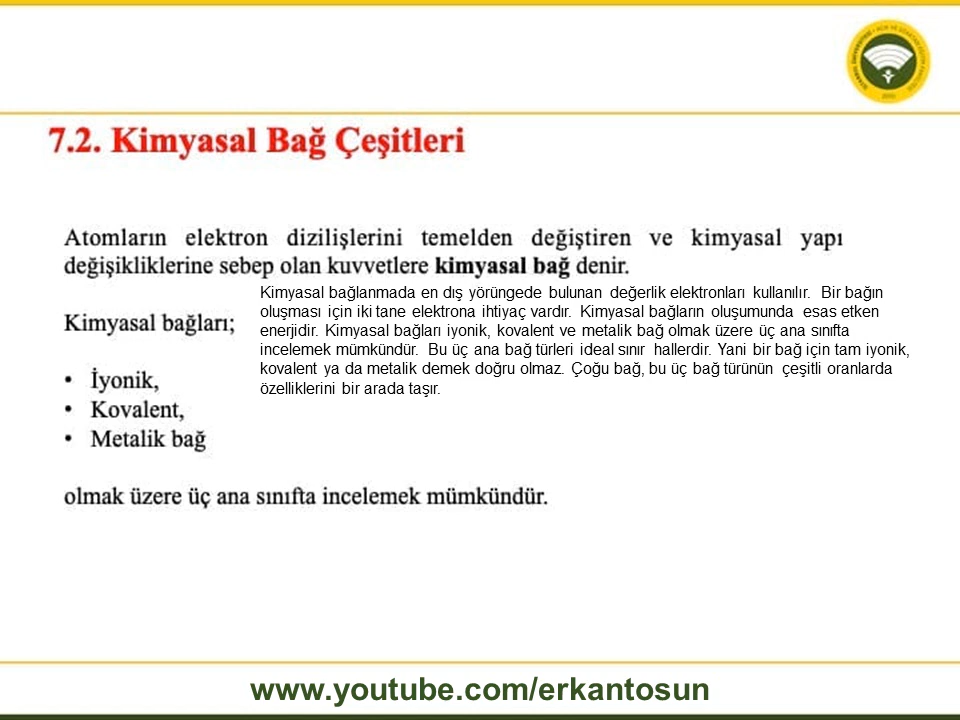 7.2. Kimyasal Bağ Çeşitleri
Atomların elektron dizilişlerini temelden değiştiren ve kimyasal yapı
değişikliklerine sebep olan kuvvetlere kimyasal bağ denir.
Kimyasal bağları;
• İyonik,
• Kovalent,
• Metalik bağ
olmak üzere üç ana sınıfta incelemek mümkündür.
Kimyasal bağlanmada en dış yörüngede bulunan değerlik elektronları kullanılır. Bir bağın
oluşması için iki tane elektrona ihtiyaç vardır. Kimyasal bağların oluşumunda esas etken
enerjidir. Kimyasal bağları iyonik, kovalent ve metalik bağ olmak üzere üç ana sınıfta
incelemek mümkündür. Bu üç ana bağ türleri ideal sınır hallerdir. Yani bir bağ için tam iyonik,
kovalent ya da metalik demek doğru olmaz. Çoğu bağ, bu üç bağ türünün çeşitli oranlarda
özelliklerini bir arada taşır.
www.youtube.com/erkantosun